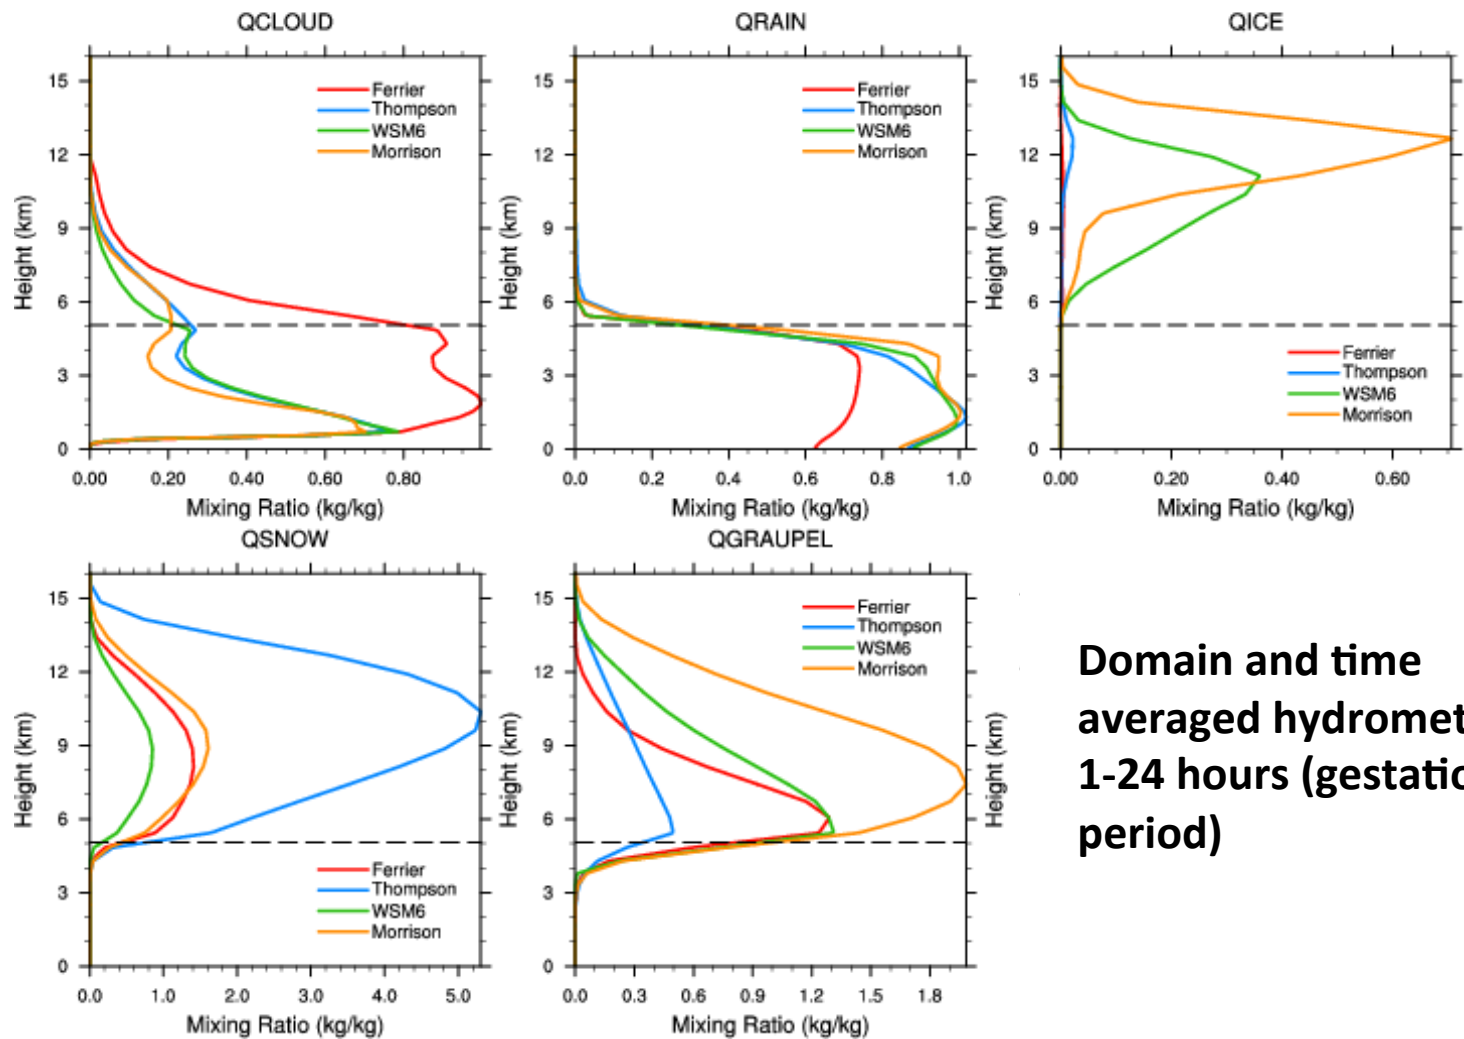 QCLOUD
15
12
9
6
3
0
Height (km)
Ferrier
Thompson
WSM6
Morrison
0.00 0.20 0.40 0.60 0.80
Mixing Ratio (kg/kg)
QRAIN
15
12
9
6
3
0
Height (km)
Ferrier
Thompson
WSM6
Morrison
0.0 0.2 0.4 0.6 0.8 1.0
Mixing Ratio (kg/kg)
QICE
15
12
9
6
3
0
Height (km)
Ferrier
Thompson
WSM6
Morrison
0.00 0.20 0.40 0.60
Mixing Ratio (kg/kg)
QSNOW
15
12
9
6
3
0
Height (km)
Ferrier
Thompson
WSM6
Morrison
0.0 1.0 2.0 3.0 4.0 5.0
Mixing Ratio (kg/kg)
QGRAUPEL
15
12
9
6
3
0
Height (km)
Ferrier
Thompson
WSM6
Morrison
0.0 0.3 0.6 0.9 1.2 1.5 1.8
Mixing Ratio (kg/kg)
Height (km)
Domain and time
averaged hydromet
1-24 hours (gestatio
period)